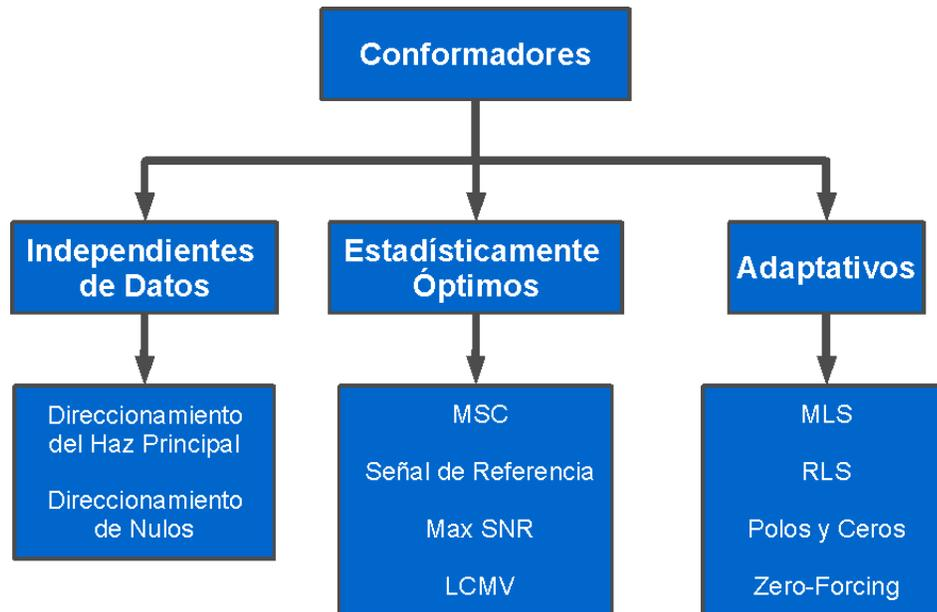 Conformadores
Independientes
de Datos
Estadísticamente
Óptimos
Adaptativos
Direccionamiento
del Haz Principal
Direccionamiento
de Nulos
MSC
Señal de Referencia
Max SNR
LCMV
MLS
RLS
Polos y Ceros
Zero-Forcing